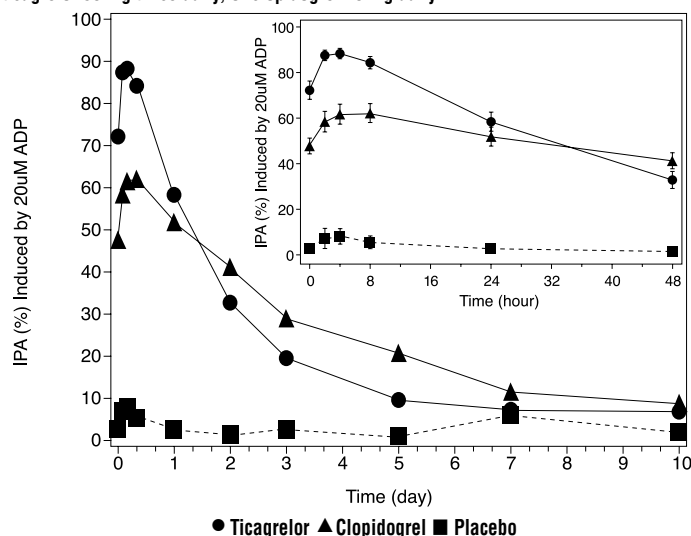 100
90
80
70
60
50
40
30
20
10
0
IPA (%) Induced by 20uM ADP
0 1 2 3 4 5 6 7 8 9 10
Time (day)
100
80
60
40
20
0
IPA (%) Induced by 20uM ADP
0 8 16 24 32 40 48
Time (hour)
Ticagrelor Clopidogrel Placebo